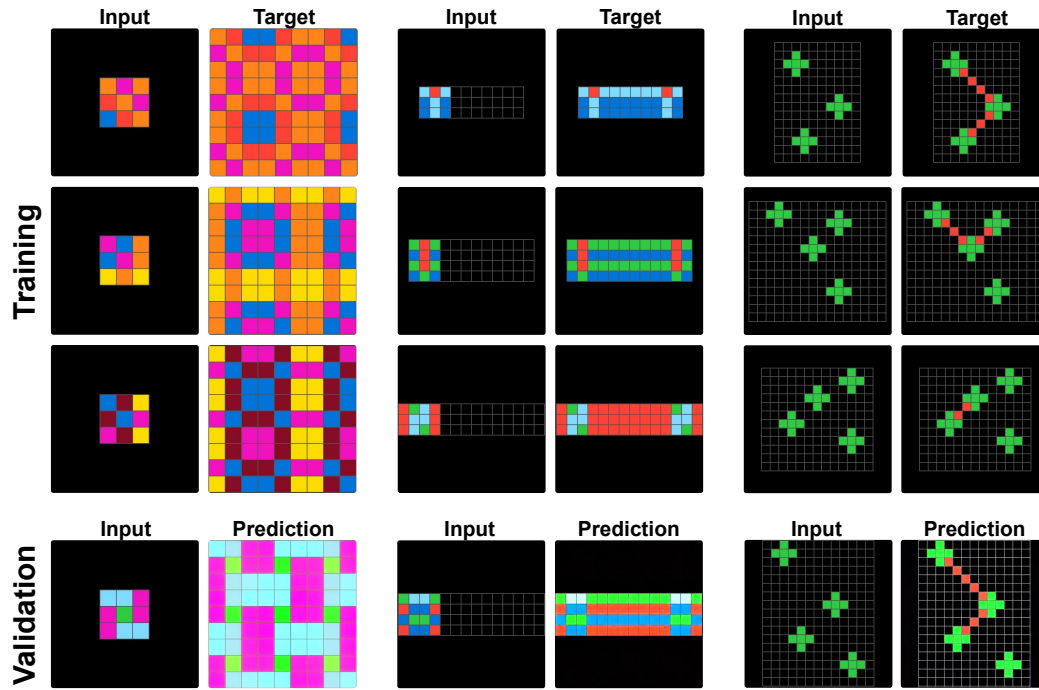 Input Target Input Target Input Target
Training
Input Prediction Input Prediction Input Prediction
Validation